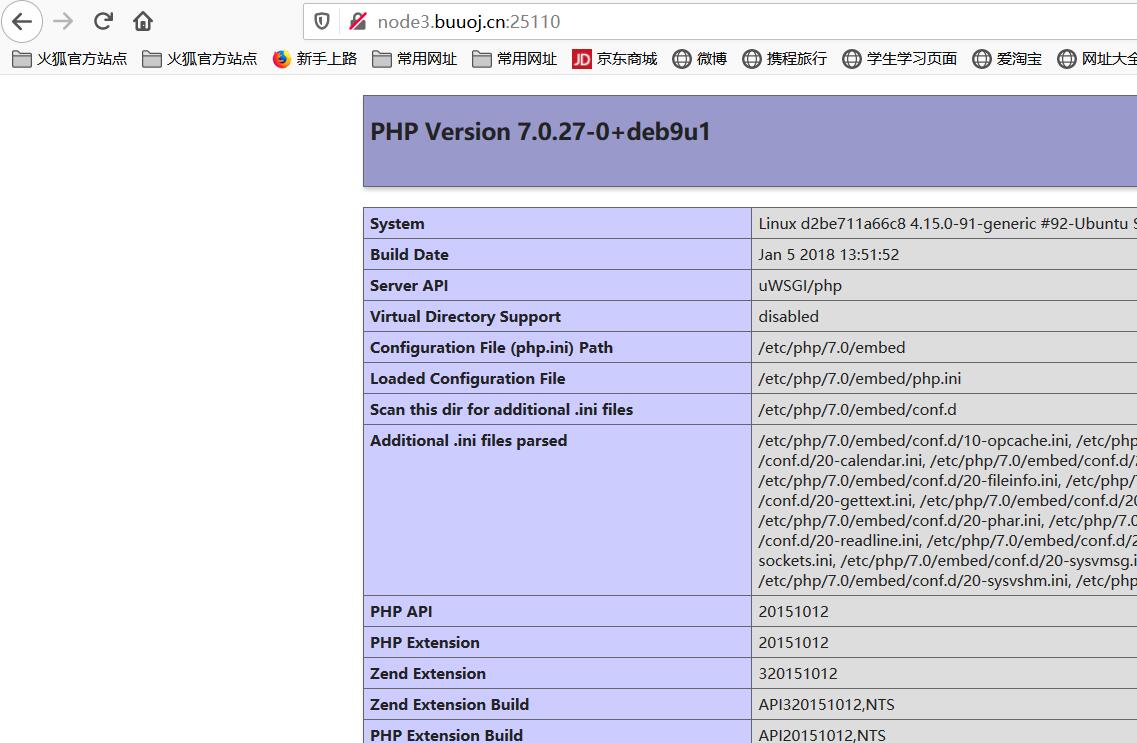 node3.buuoj.cn:25110
火狐官方站点 火狐官方站点 新手上路 常用网址 常用网址 JD 京东商城 微博 携程旅行 学生学习页面 爱淘宝 网址大全
PHP Version 7.0.27-0+deb9u1
System Linux d2be711a66c8 4.15.0-91-generic #92-Ubuntu
Build Date Jan 5 2018 13:51:52
Server API uWSGI/php
Virtual Directory Support disabled
Configuration File (php.ini) Path /etc/php/7.0/embed
Loaded Configuration File /etc/php/7.0/embed/php.ini
Scan this dir for additional .ini files /etc/php/7.0/embed/conf.d
Additional .ini files parsed /etc/php/7.0/embed/conf.d/10-opcache.ini, /etc/php
/conf.d/20-calendar.ini, /etc/php/7.0/embed/conf.d/
/etc/php/7.0/embed/conf.d/20-fileinfo.ini, /etc/php/
/conf.d/20-gettext.ini, /etc/php/7.0/embed/conf.d/20
/etc/php/7.0/embed/conf.d/20-phar.ini, /etc/php/7.0
/conf.d/20-readline.ini, /etc/php/7.0/embed/conf.d/2
sockets.ini, /etc/php/7.0/embed/conf.d/20-sysvmsg.i
/etc/php/7.0/embed/conf.d/20-sysvshm.ini, /etc/php
PHP API 20151012
PHP Extension 20151012
Zend Extension 320151012
Zend Extension Build API320151012,NTS
PHP Extension Build API20151012,NTS